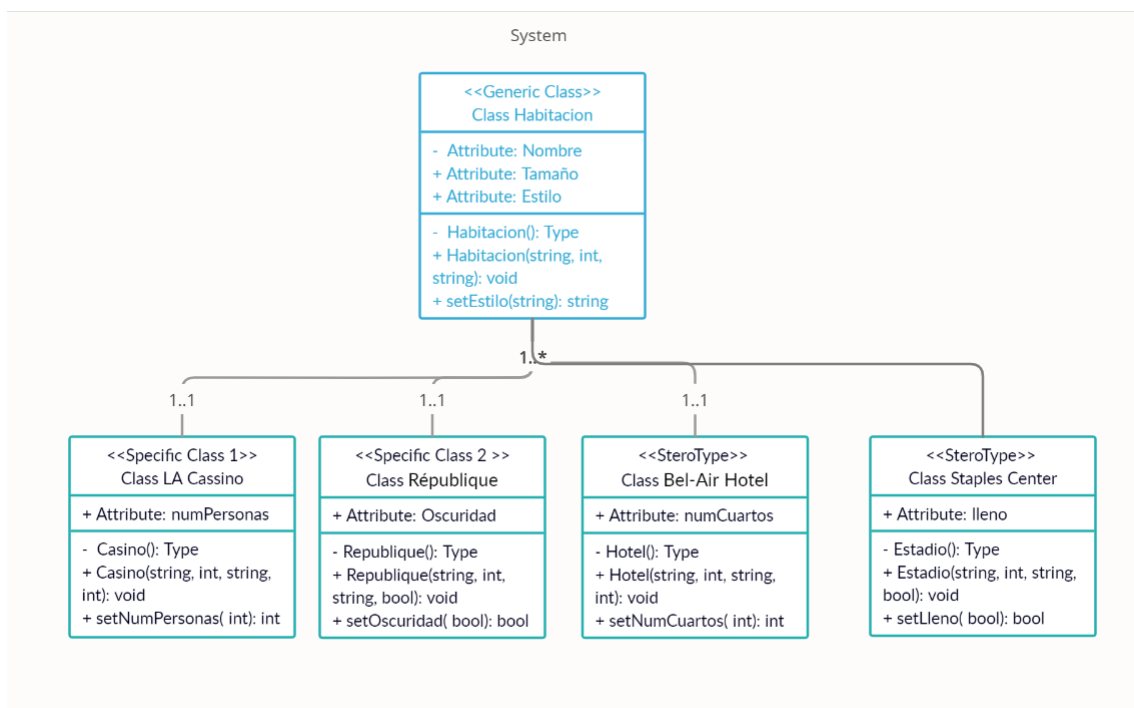 System
<<Generic Class>>
Class Habitacion
- Attribute: Nombre
+ Attribute: Tamaño
+ Attribute: Estilo
- Habitacion(): Type
+ Habitacion(string, int,
string): void
+ setEstilo(string): string
1..*
1..1
1..1
1..1
<<Specific Class 1>>
Class LA Cassino
+ Attribute: numPersonas
- Casino(): Type
+ Casino(string, int, string,
int): void
+ setNumPersonas( int): int
<<Specific Class 2 >>
Class République
+ Attribute: Oscuridad
- Republique(): Type
+ Republique(string, int,
string, bool): void
+ setOscuridad( bool): bool
<<SteroType>>
Class Bel-Air Hotel
+ Attribute: numCuartos
- Hotel(): Type
+ Hotel(string, int, string,
int): void
+ setNumCuartos( int): int
<<SteroType>>
Class Staples Center
+ Attribute: lleno
- Estadio(): Type
+ Estadio(string, int, string,
bool): void
+ setLleno( bool): bool